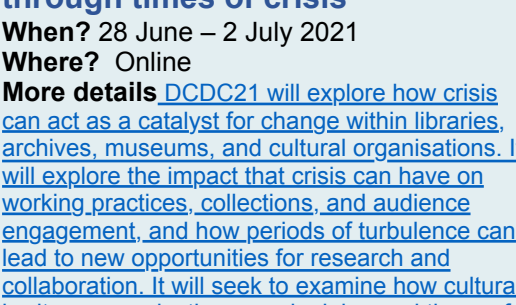 through times of crisis
When? 28 June – 2 July 2021
Where? Online
More details DCDC21 will explore how crisis
can act as a catalyst for change within libraries,
archives, museums, and cultural organisations. I
will explore the impact that crisis can have on
working practices, collections, and audience
engagement, and how periods of turbulence can
lead to new opportunities for research and
collaboration. It will seek to examine how cultura